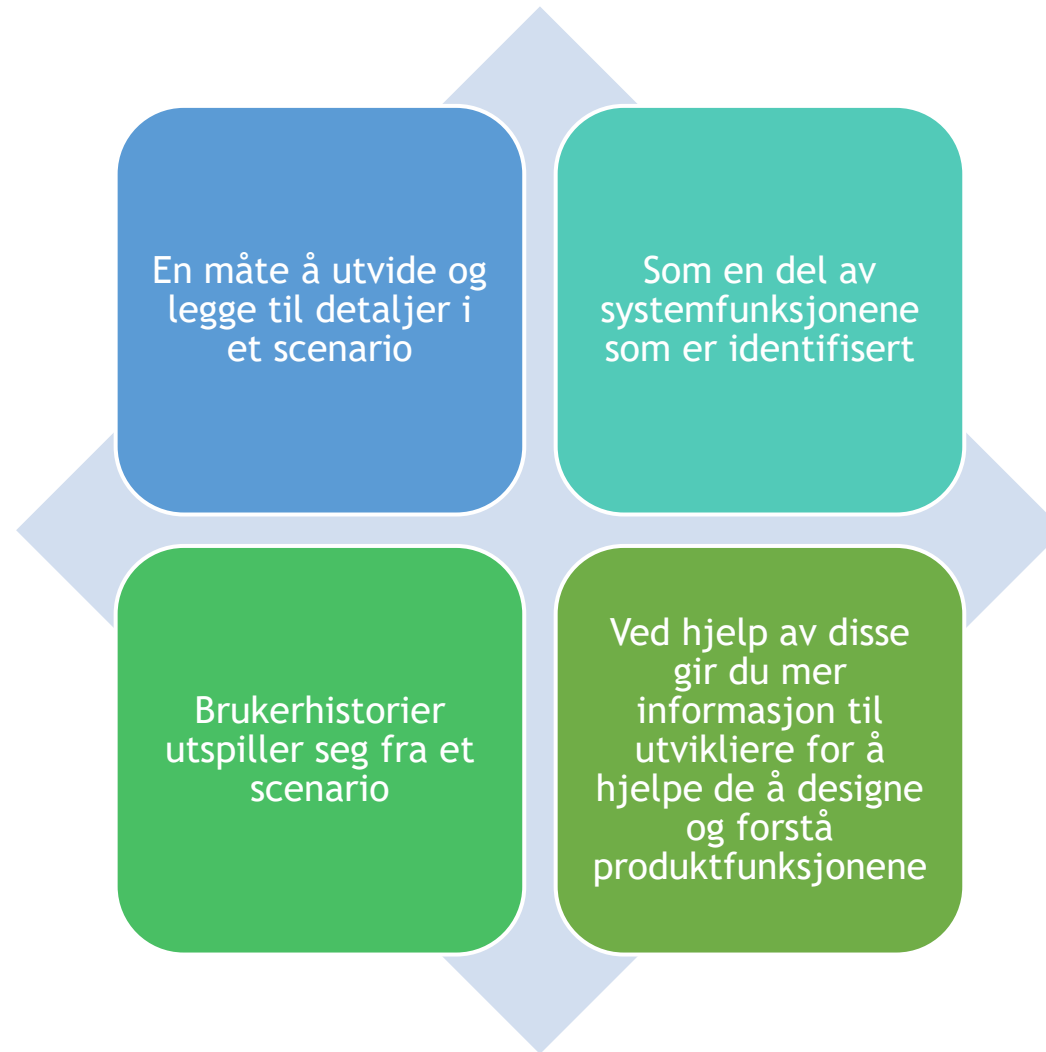 En måte å utvide og
legge til detaljer i
et scenario
Som en del av
systemfunksjonene
som er identifisert
Brukerhistorier
utspiller seg fra et
scenario
Ved hjelp av disse
gir du mer
informasjon til
utvikliere for å
hjelpe de å designe
og forstå
produktfunksjonene